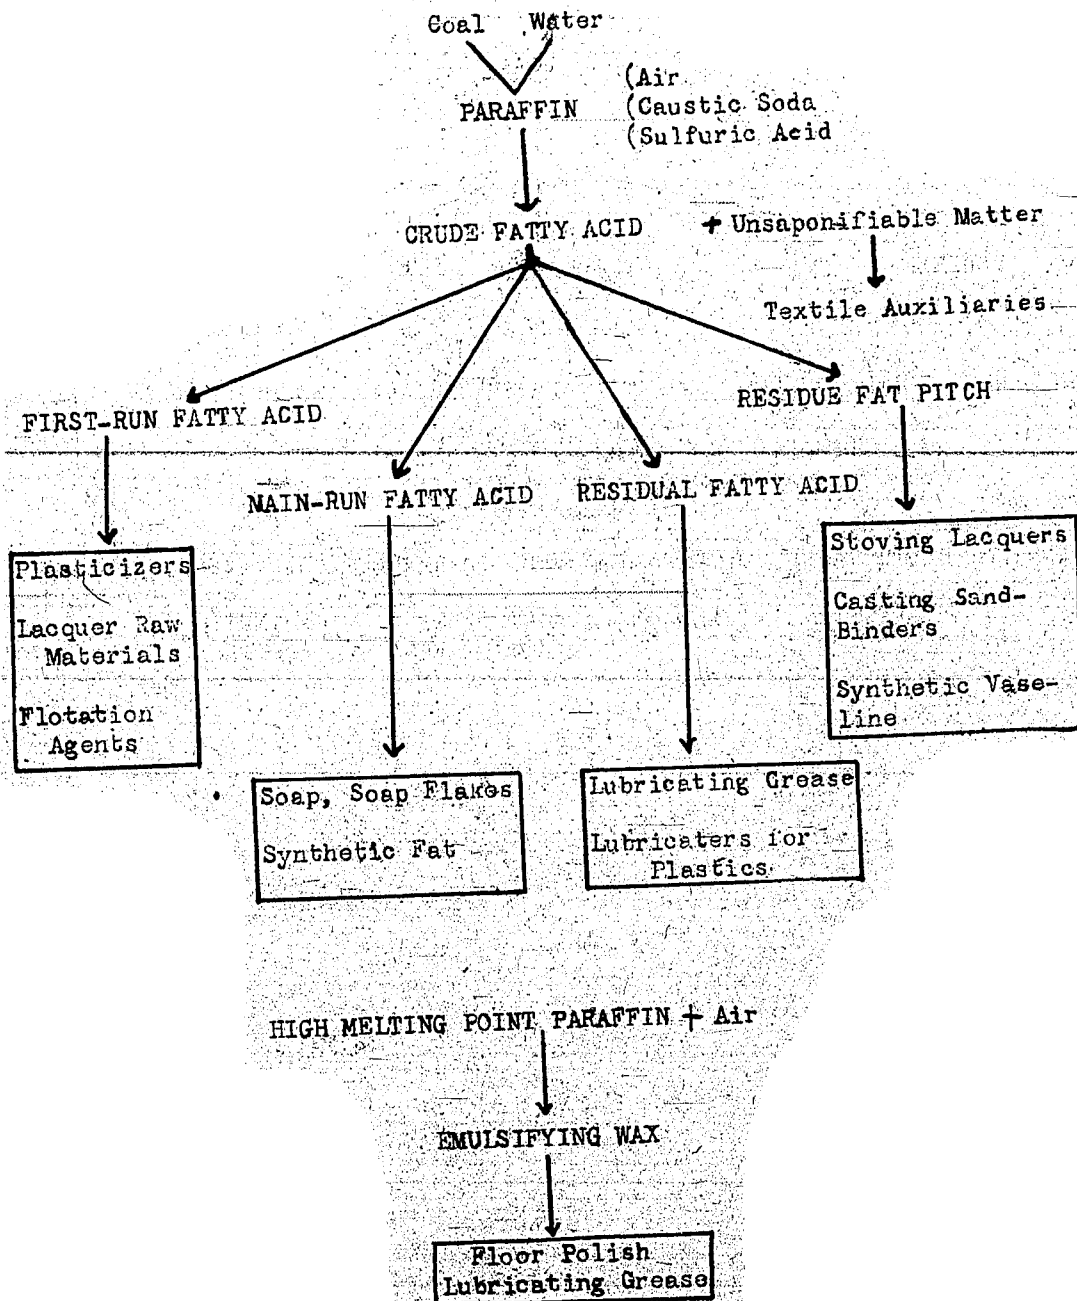 Coal Water
PARAFFIN
(Air
(Caustic Soda
(Sulfuric Acid
CRUDE FATTY ACID + Unsaponifiable Matter
Textile Auxiliaries
FIRST-RUN FATTY ACID
RESIDUE FAT PITCH
MAIN-RUN FATTY ACID
RESIDUAL FATTY ACID
Plasticizers
Lacquer Raw
Materials
Flotation
Agents
Stoving Lacquers
Casting Sand-
Binders
Synthetic Vase-
line
Soap, Soap Flakes
Synthetic Fat
Lubricating Grease
Lubricaters for
Plastics
HIGH MELTING POINT PARAFFIN + Air
EMULSIFYING WAX
Floor Polish
Lubricating Grease